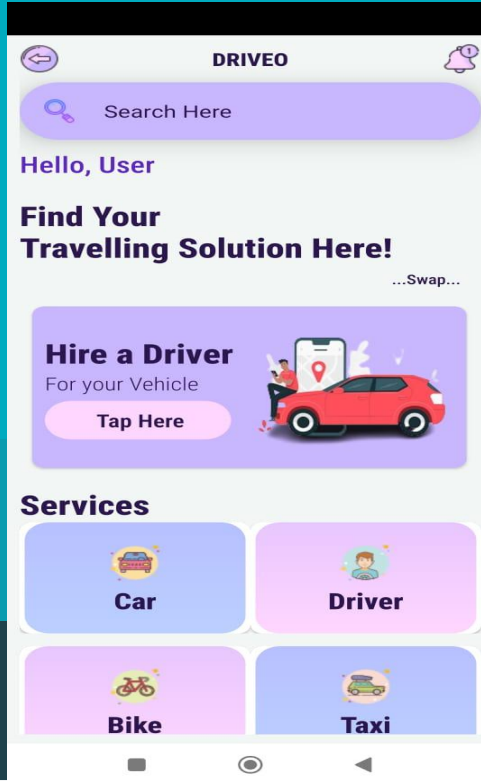 DRIVEO
1
Search Here
Hello, User
Find Your
Travelling Solution Here!
...Swap...
Hire a Driver
For your Vehicle
Tap Here
Services
Car
Driver
Bike
Taxi